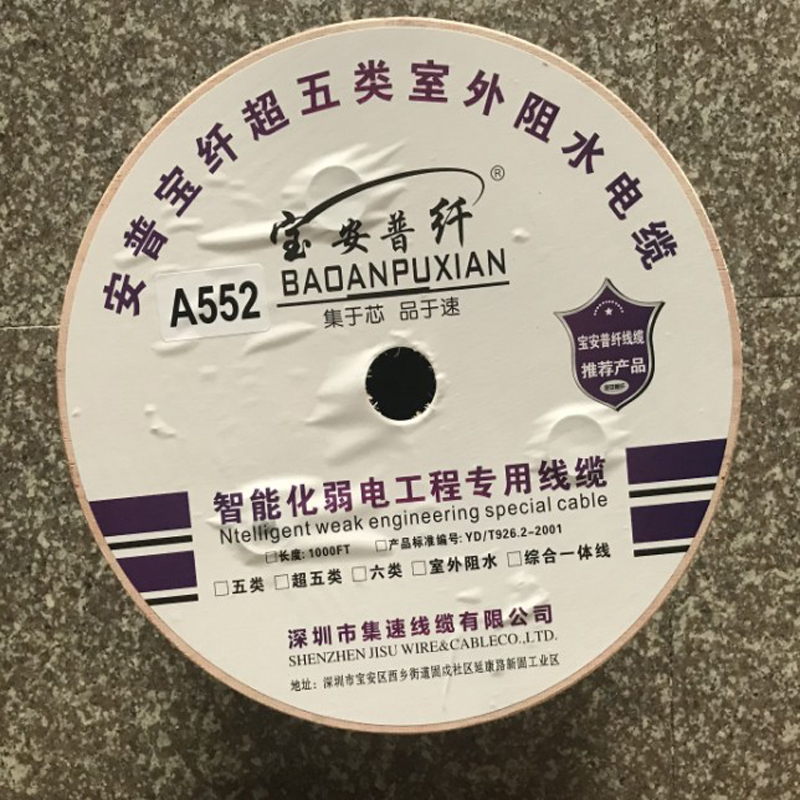 安普宝纤超五类室外阻水电缆
®
宝安普纤
BAOANPUXIAN
A552
集于芯 品于速
宝安普纤线缆
推荐产品
智能化弱电工程专用线缆
Ntelligent weak engineering special cable
□长度: 1000FT □产品标准编号: YD/T926.2-2001
□五类 □超五类 □六类 □室外阻水 □综合一体线
深圳市集速线缆有限公司
SHENZHEN JISU WIRE&CABLECO.,LTD.
地址：深圳市宝安区西乡街道固戍社区延康路新固工业区